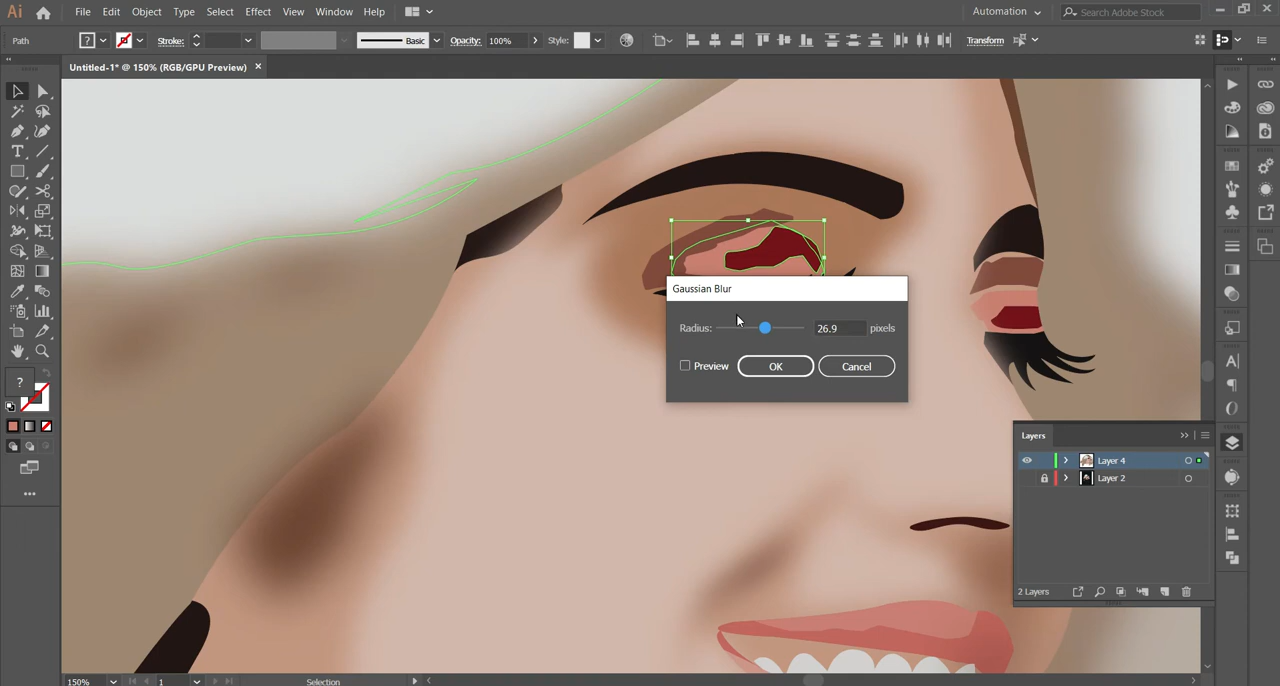 Ai File Edit Object Type Select Effect View Window Help Automation Search Adobe Stock
Path ? Stroke: Basic Opacity: 100% Style: Transform
Untitled-1* @ 150% (RGB/GPU Preview)
Gaussian Blur
Radius: 26.9 pixels
Preview OK Cancel
?
Layers
Layer 4
Layer 2
2 Layers
150% 1 Selection